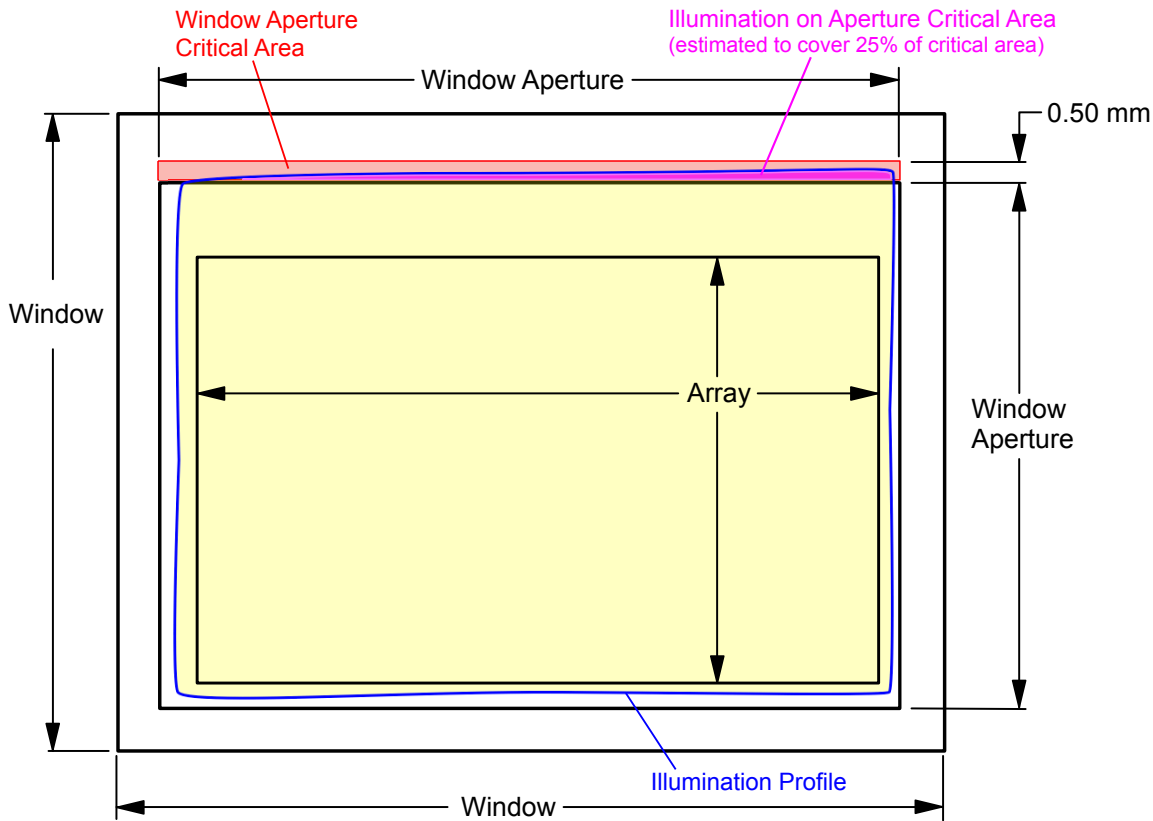 Window Aperture
Critical Area
Illumination on Aperture Critical Area
(estimated to cover 25% of critical area)
Window Aperture
0.50 mm
Window
Array
Window
Aperture
Illumination Profile
Window